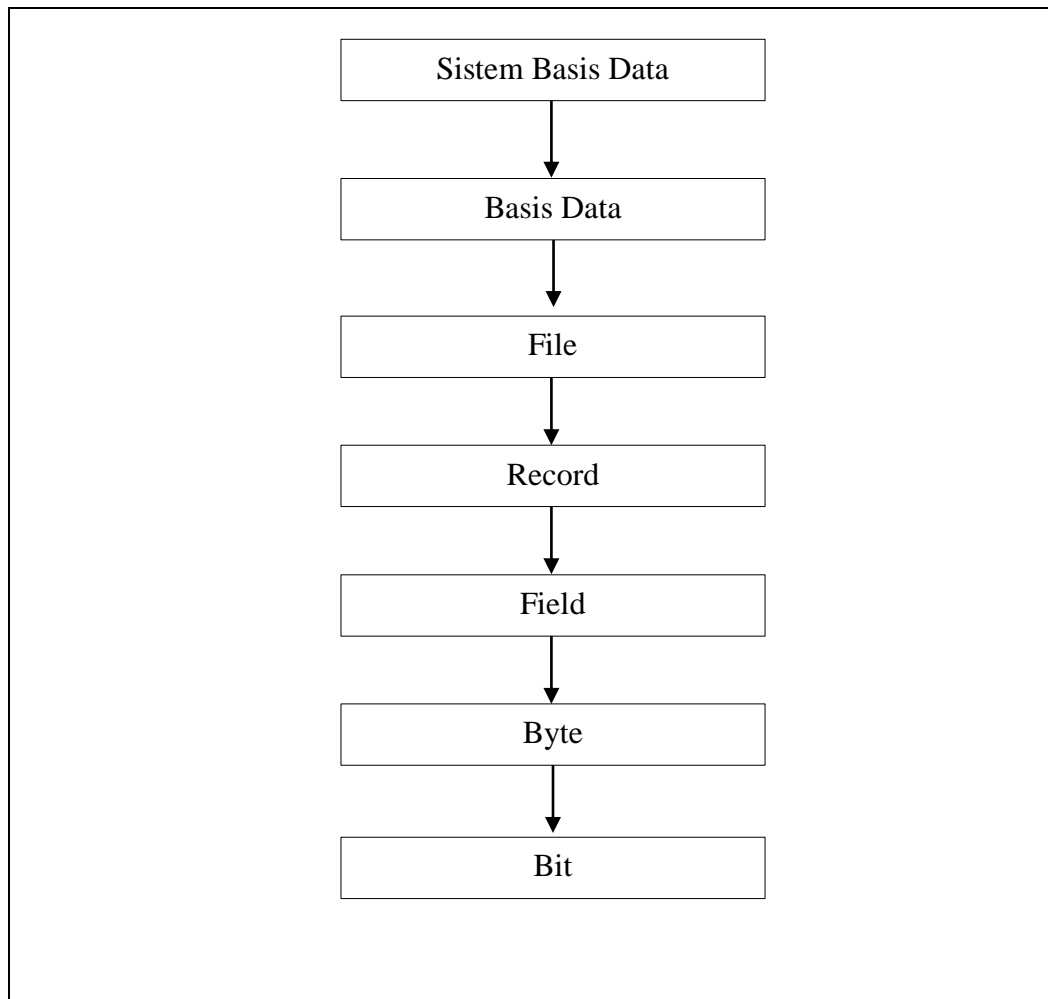 Sistem Basis Data
Basis Data
File
Record
Field
Byte
Bit